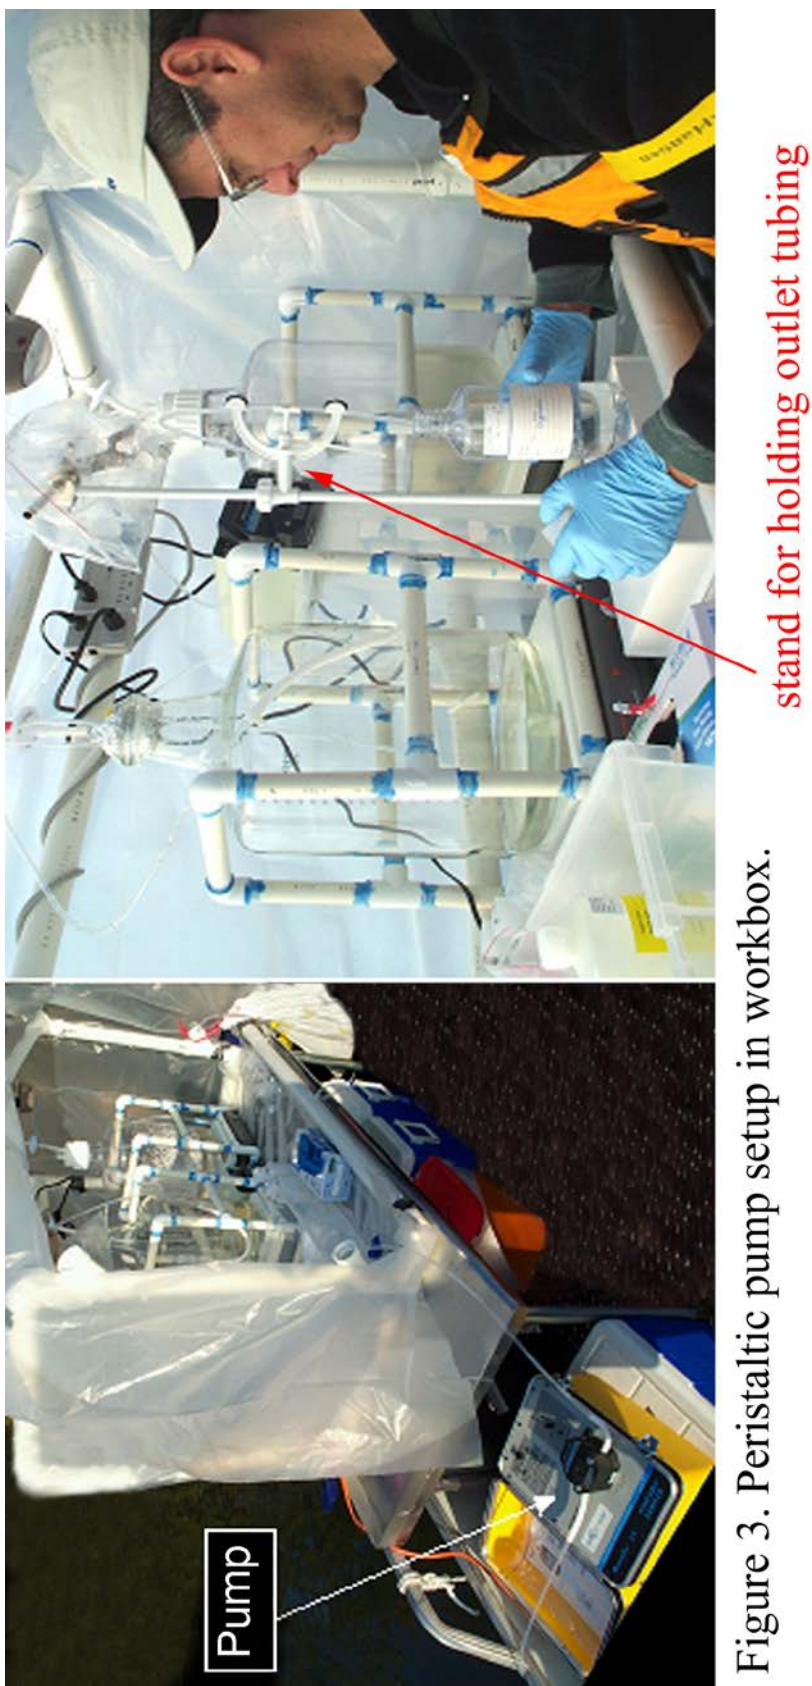 Pump
stand for holding outlet tubing
Figure 3. Peristaltic pump setup in workbox.